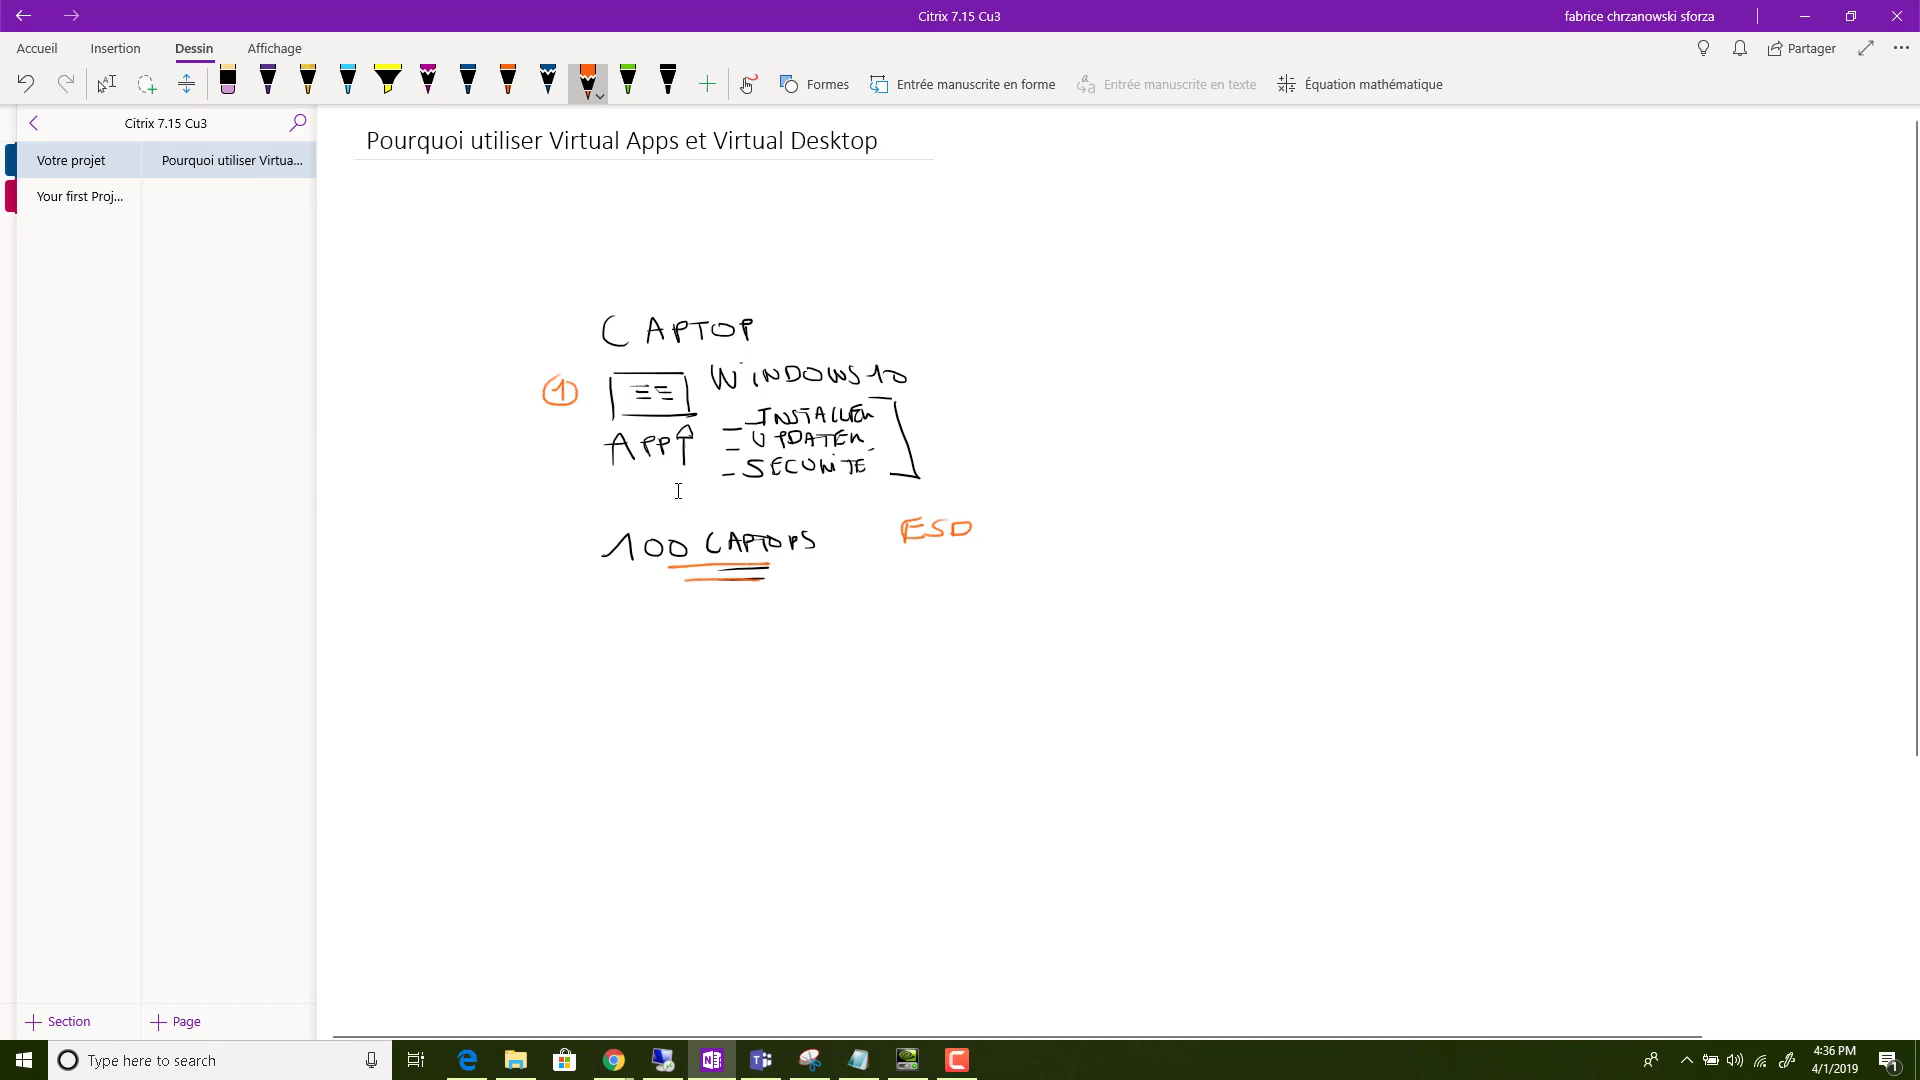 Citrix 7.15 Cu3
fabrice chrzanowski sforza
Accueil
Insertion
Dessin
Affichage
Partager
Formes
Entrée manuscrite en forme
Entrée manuscrite en texte
Équation mathématique
Citrix 7.15 Cu3
Votre projet
Pourquoi utiliser Virtua...
Your first Proj...
Pourquoi utiliser Virtual Apps et Virtual Desktop
LAPTOP
1
WINDOWS 10
APP
- INSTALLER
- UPDATER
- SECURITE
100 LAPTOPS
ESD
Section
Page
Type here to search
4:36 PM
4/1/2019
1